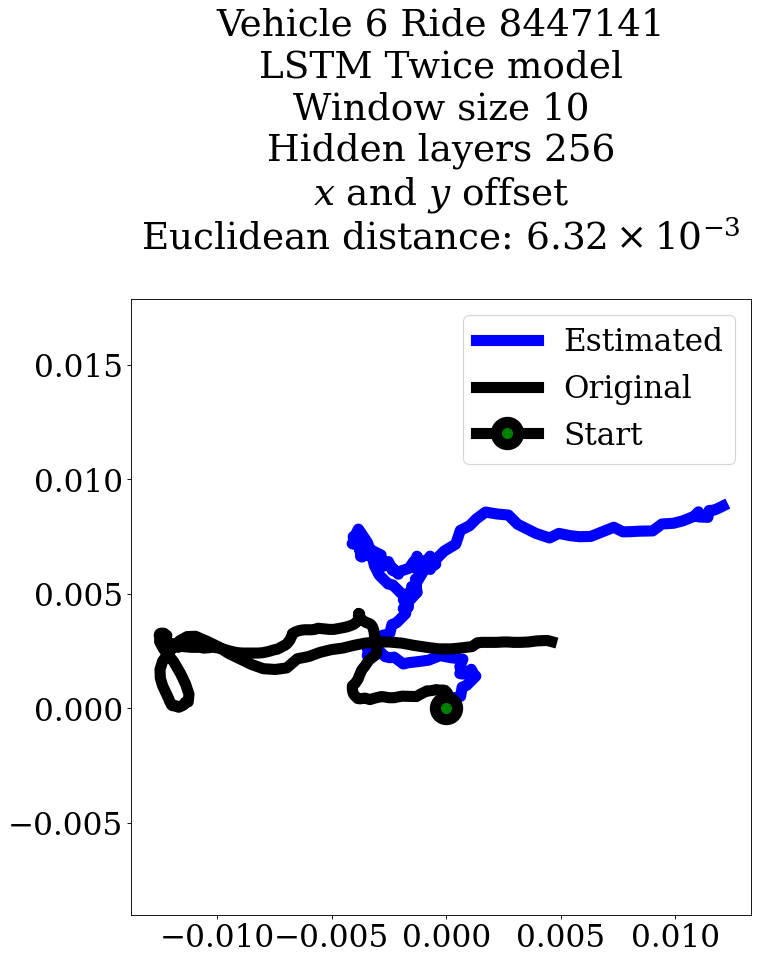 Vehicle 6 Ride 8447141
LSTM Twice model
Window size 10
Hidden layers 256
x and y offset
Euclidean distance: 6.32 × 10⁻³
Estimated
Original
Start
0.015
0.010
0.005
0.000
−0.005
−0.010 −0.005 0.000 0.005 0.010